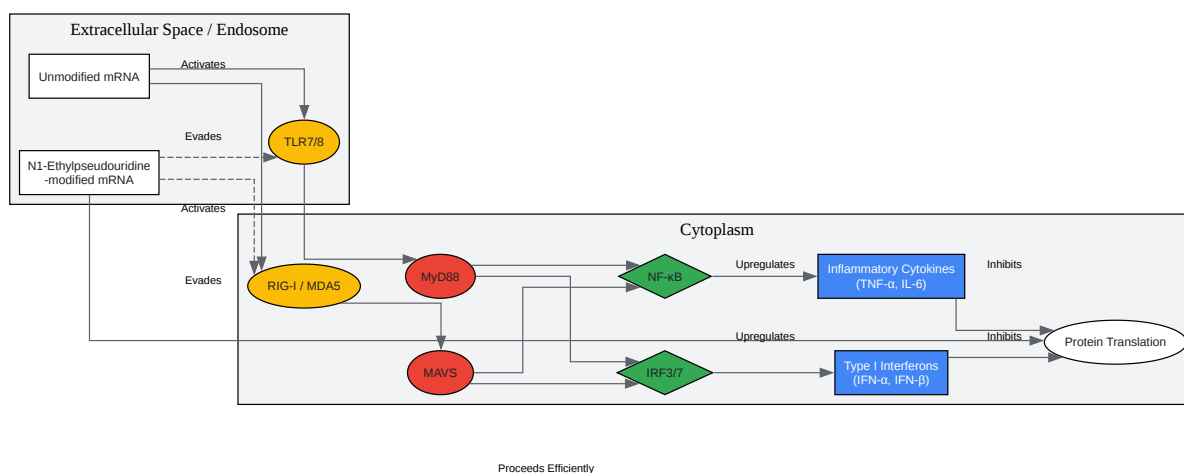 Extracellular Space / Endosome
Unmodified mRNA
Activates
Evades
TLR7/8
N1-Ethylpseudouridine
-modified mRNA
Activates
Cytoplasm
Evades
RIG-I / MDA5
MyD88
NF-κB
Upregulates
Inflammatory Cytokines
(TNF-α, IL-6)
Inhibits
MAVS
IRF3/7
Upregulates
Type I Interferons
(IFN-α, IFN-β)
Inhibits
Protein Translation
Proceeds Efficiently